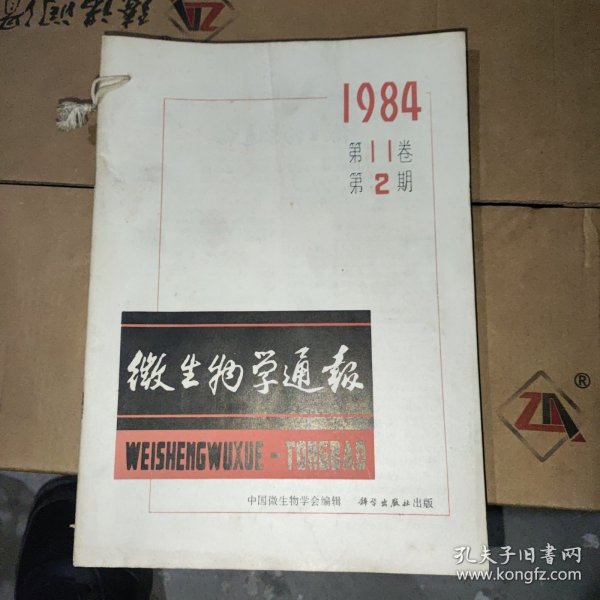 1984
第11卷
第2期
微生物学通报
WEISHENGWUXUE-TONGBAO
中国微生物学会编辑 科学出版社出版
ZA
®
孔夫子旧书网
www.kongfz.com